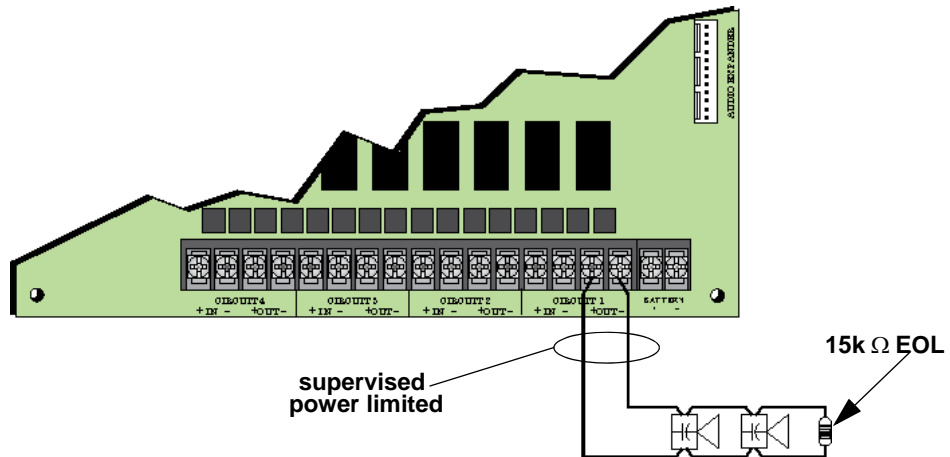 AUDIO EXPANDER
CIRCUIT 4
CIRCUIT 3
CIRCUIT 2
CIRCUIT 1
BATTERY
+ IN - +OUT-
+ IN - +OUT-
+ IN - +OUT-
+ IN - +OUT-
+ -
15k Ω EOL
supervised
power limited